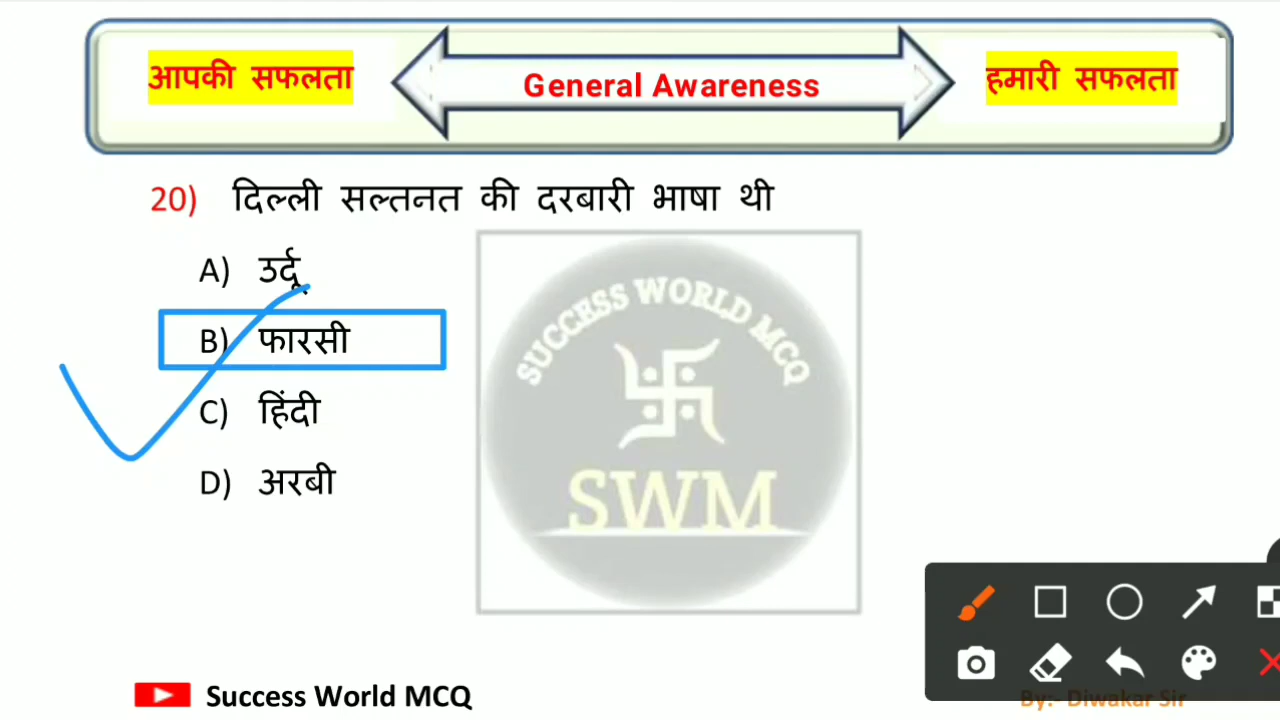 आपकी सफलता
General Awareness
हमारी सफलता
20) दिल्ली सल्तनत की दरबारी भाषा थी
A) उर्दू
B) फारसी
C) हिंदी
D) अरबी
SUCCESS WORLD MCQ
SWM
Success World MCQ
By:- Diwakar Sir